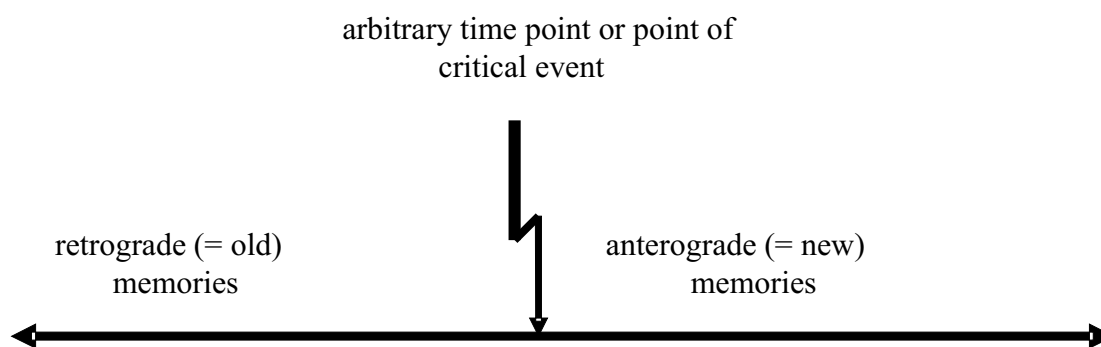 arbitrary time point or point of
critical event
retrograde (= old)
memories
anterograde (= new)
memories